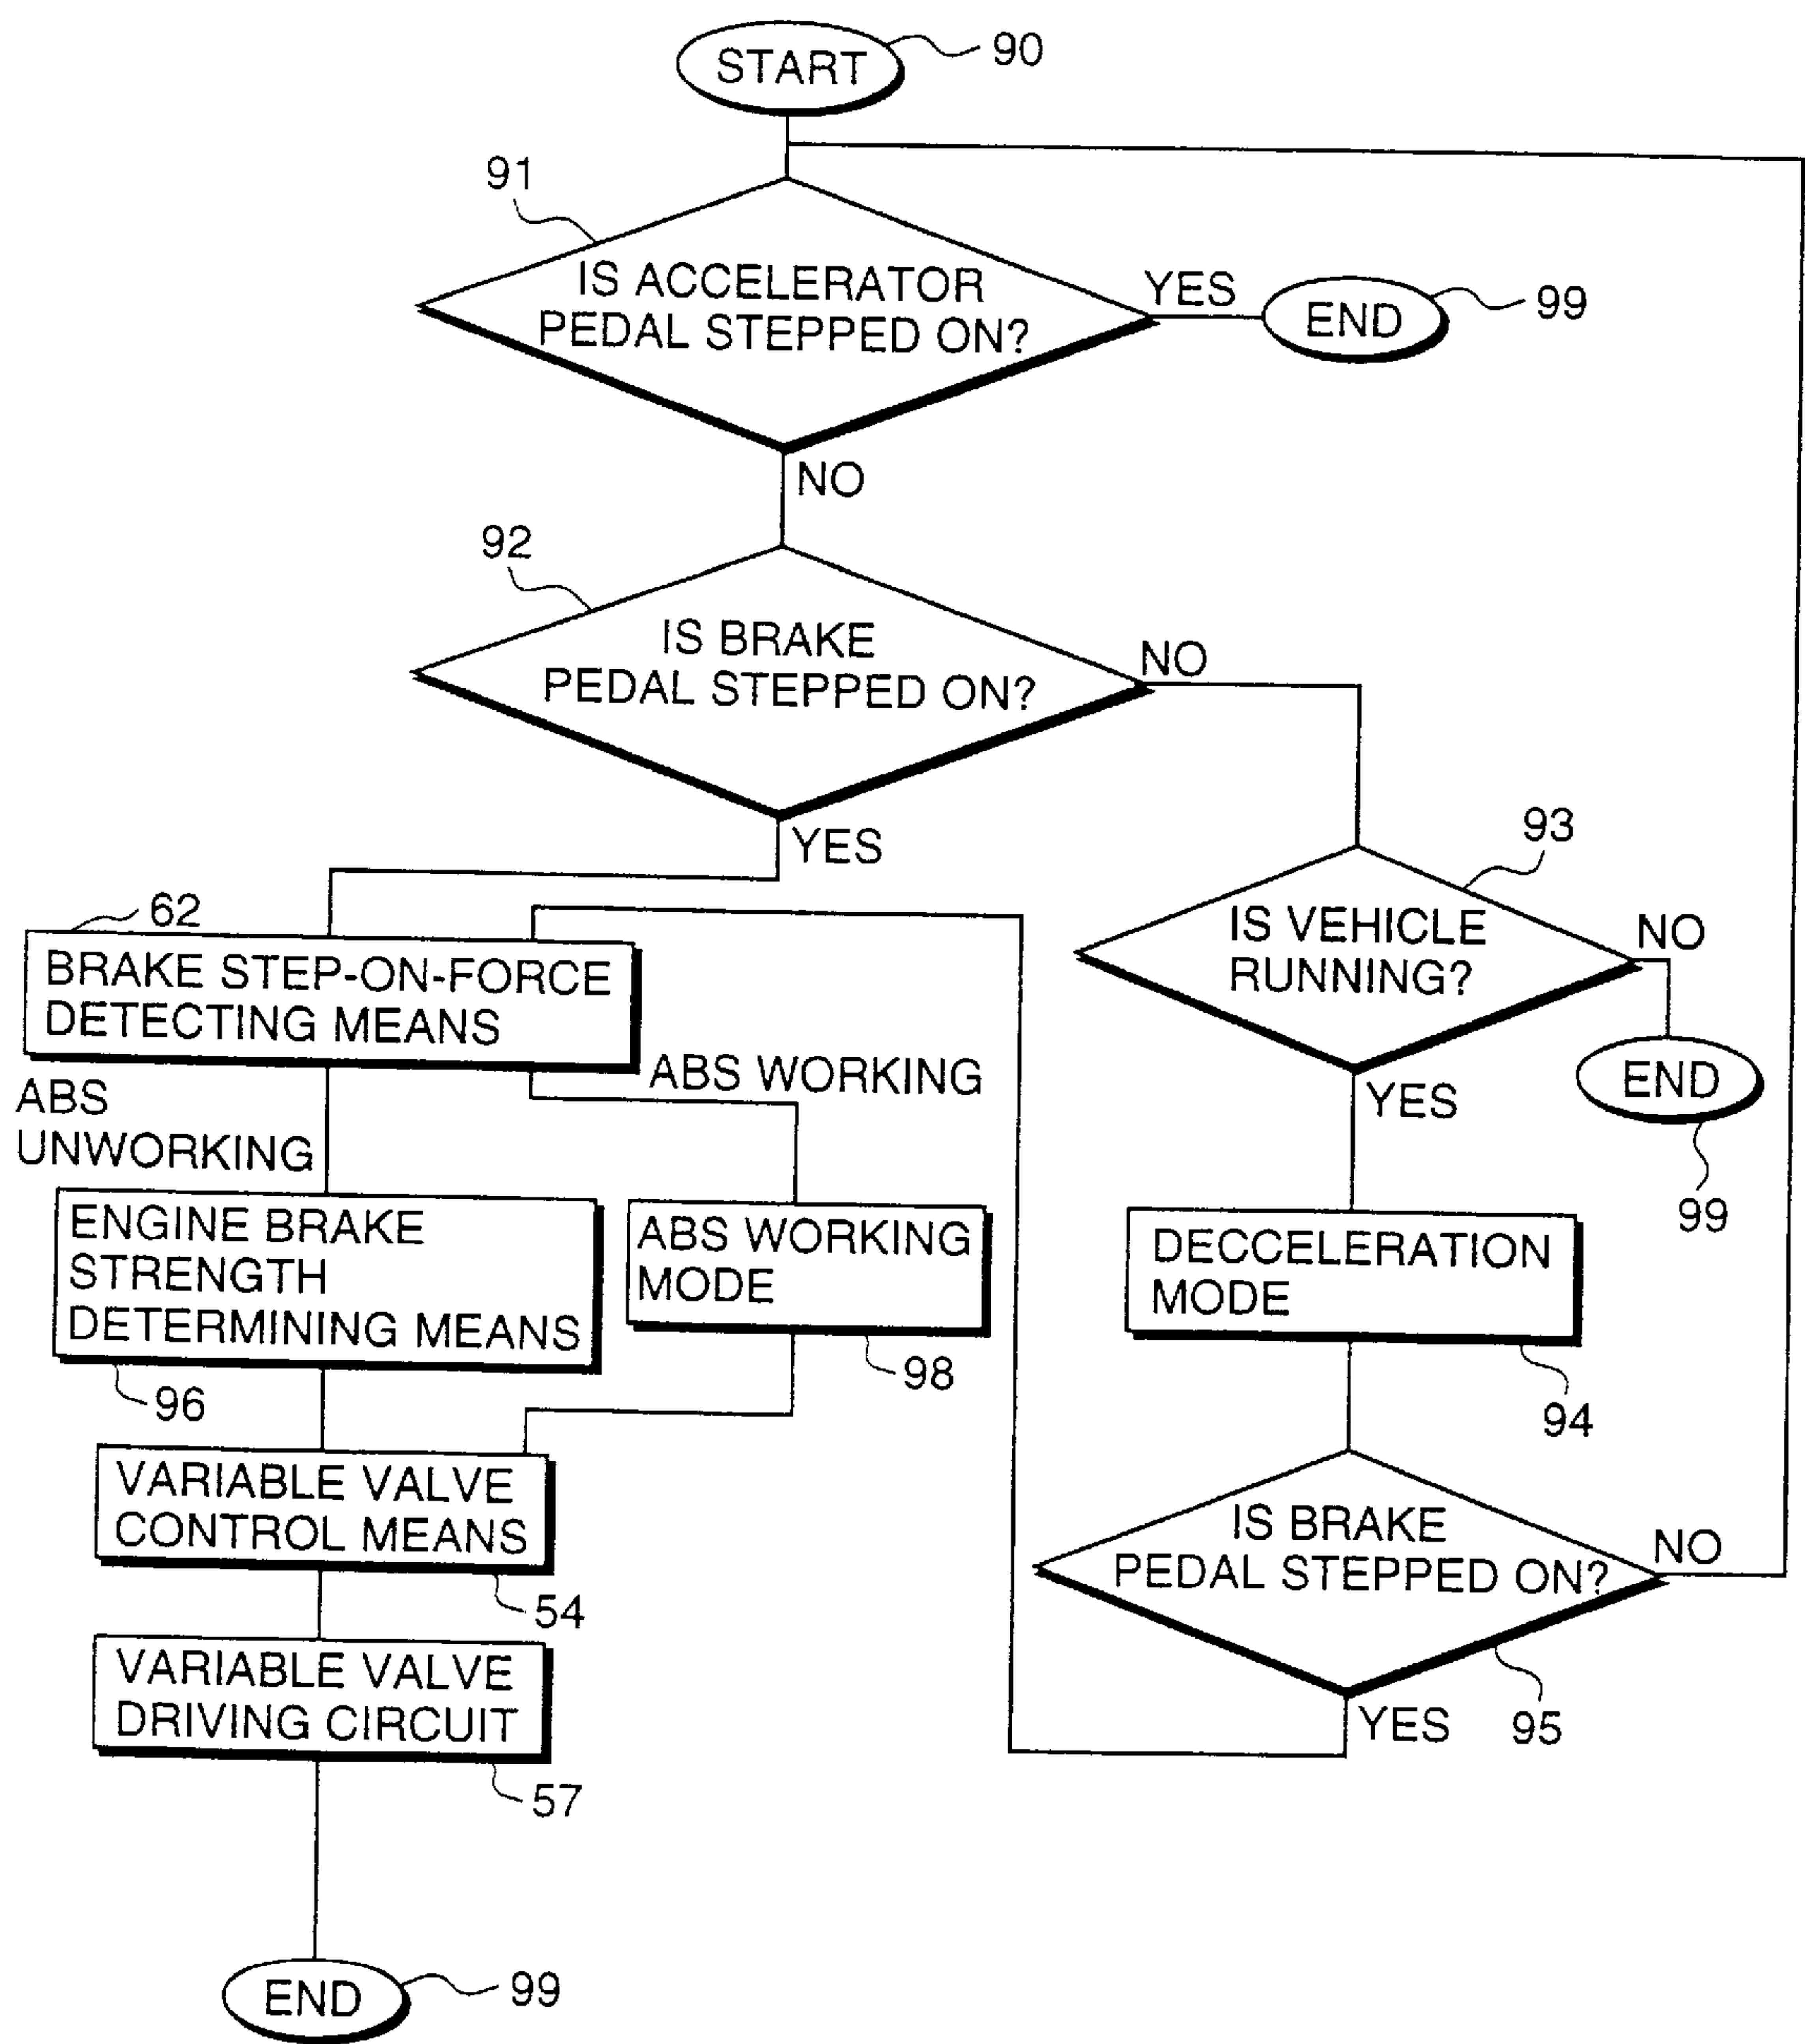 START
90
91
IS ACCELERATOR
PEDAL STEPPED ON?
YES
END
99
NO
92
IS BRAKE
PEDAL STEPPED ON?
NO
YES
93
IS VEHICLE
RUNNING?
NO
END
99
YES
62
BRAKE STEP-ON-FORCE
DETECTING MEANS
ABS
UNWORKING
ABS WORKING
ENGINE BRAKE
STRENGTH
DETERMINING MEANS
96
ABS WORKING
MODE
98
DECCELERATION
MODE
94
VARIABLE VALVE
CONTROL MEANS
54
IS BRAKE
PEDAL STEPPED ON?
NO
YES
95
VARIABLE VALVE
DRIVING CIRCUIT
57
END
99